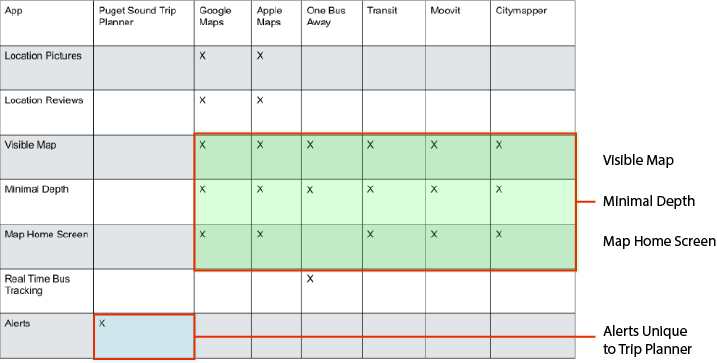 App Puget Sound Trip Planner Google Maps Apple Maps One Bus Away Transit Moovit Citymapper
Location Pictures X X
Location Reviews X X
Visible Map X X X X X X
Minimal Depth X X X X X X
Map Home Screen X X X X X
Real Time Bus Tracking X
Alerts X
Visible Map
Minimal Depth
Map Home Screen
Alerts Unique
to Trip Planner